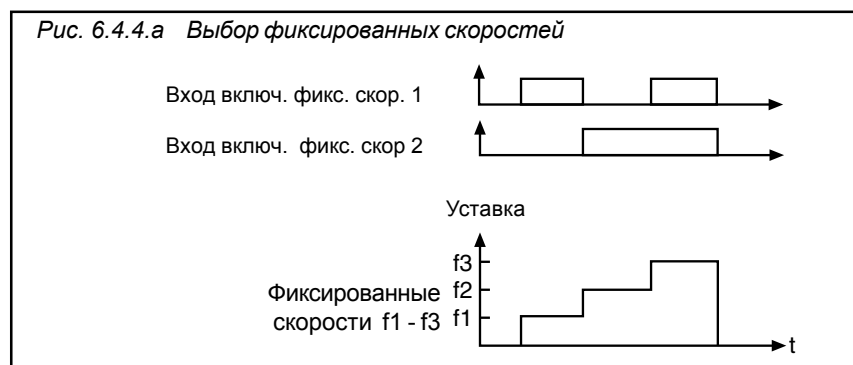 Рис. 6.4.4.а Выбор фиксированных скоростей
Вход включ. фикс. скор. 1
Вход включ. фикс. скор 2
Уставка
f3
f2
Фиксированные
скорости f1 - f3 f1
t